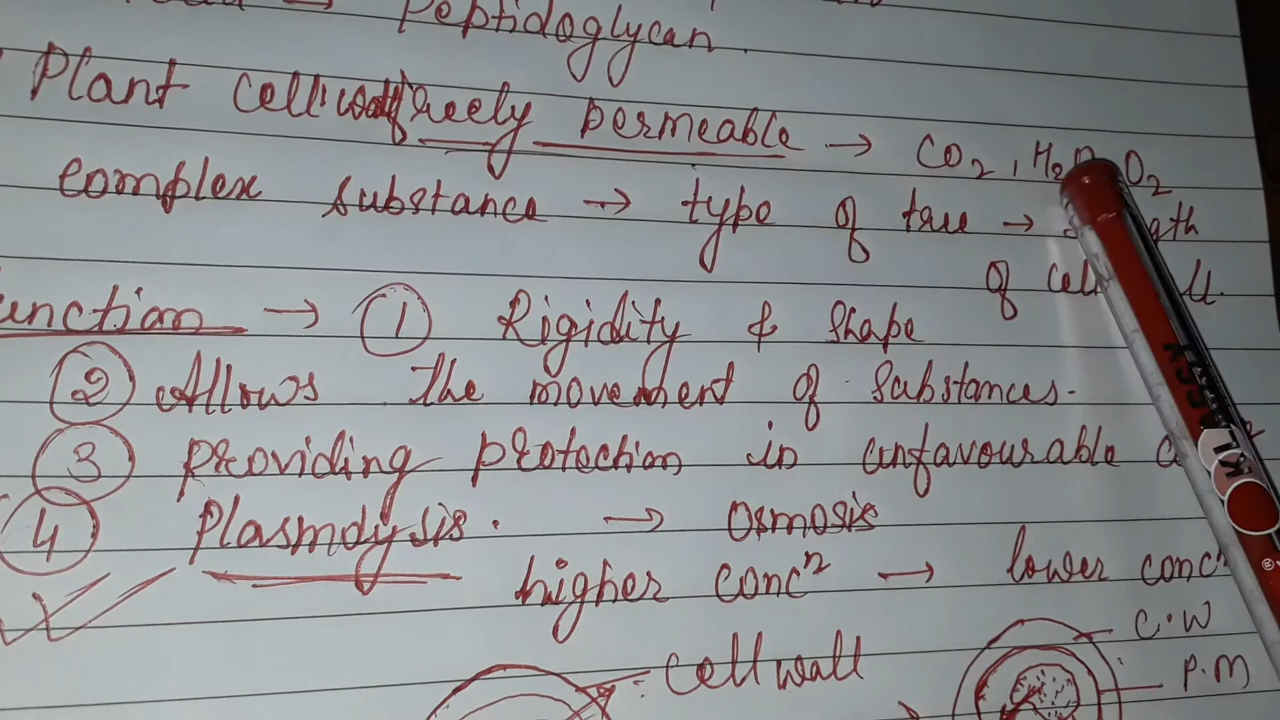 Peptidoglycan.
Plant cell wall freely permeable → CO2, H2O O2
complex substance → type of tree →
of cell
unction → ① Rigidity & Shape
② Allows the movement of substances.
③ Providing protection in unfavourable
④ Plasmolysis. → Osmosis
higher concⁿ → lower concⁿ
C.W
cell wall
P.M